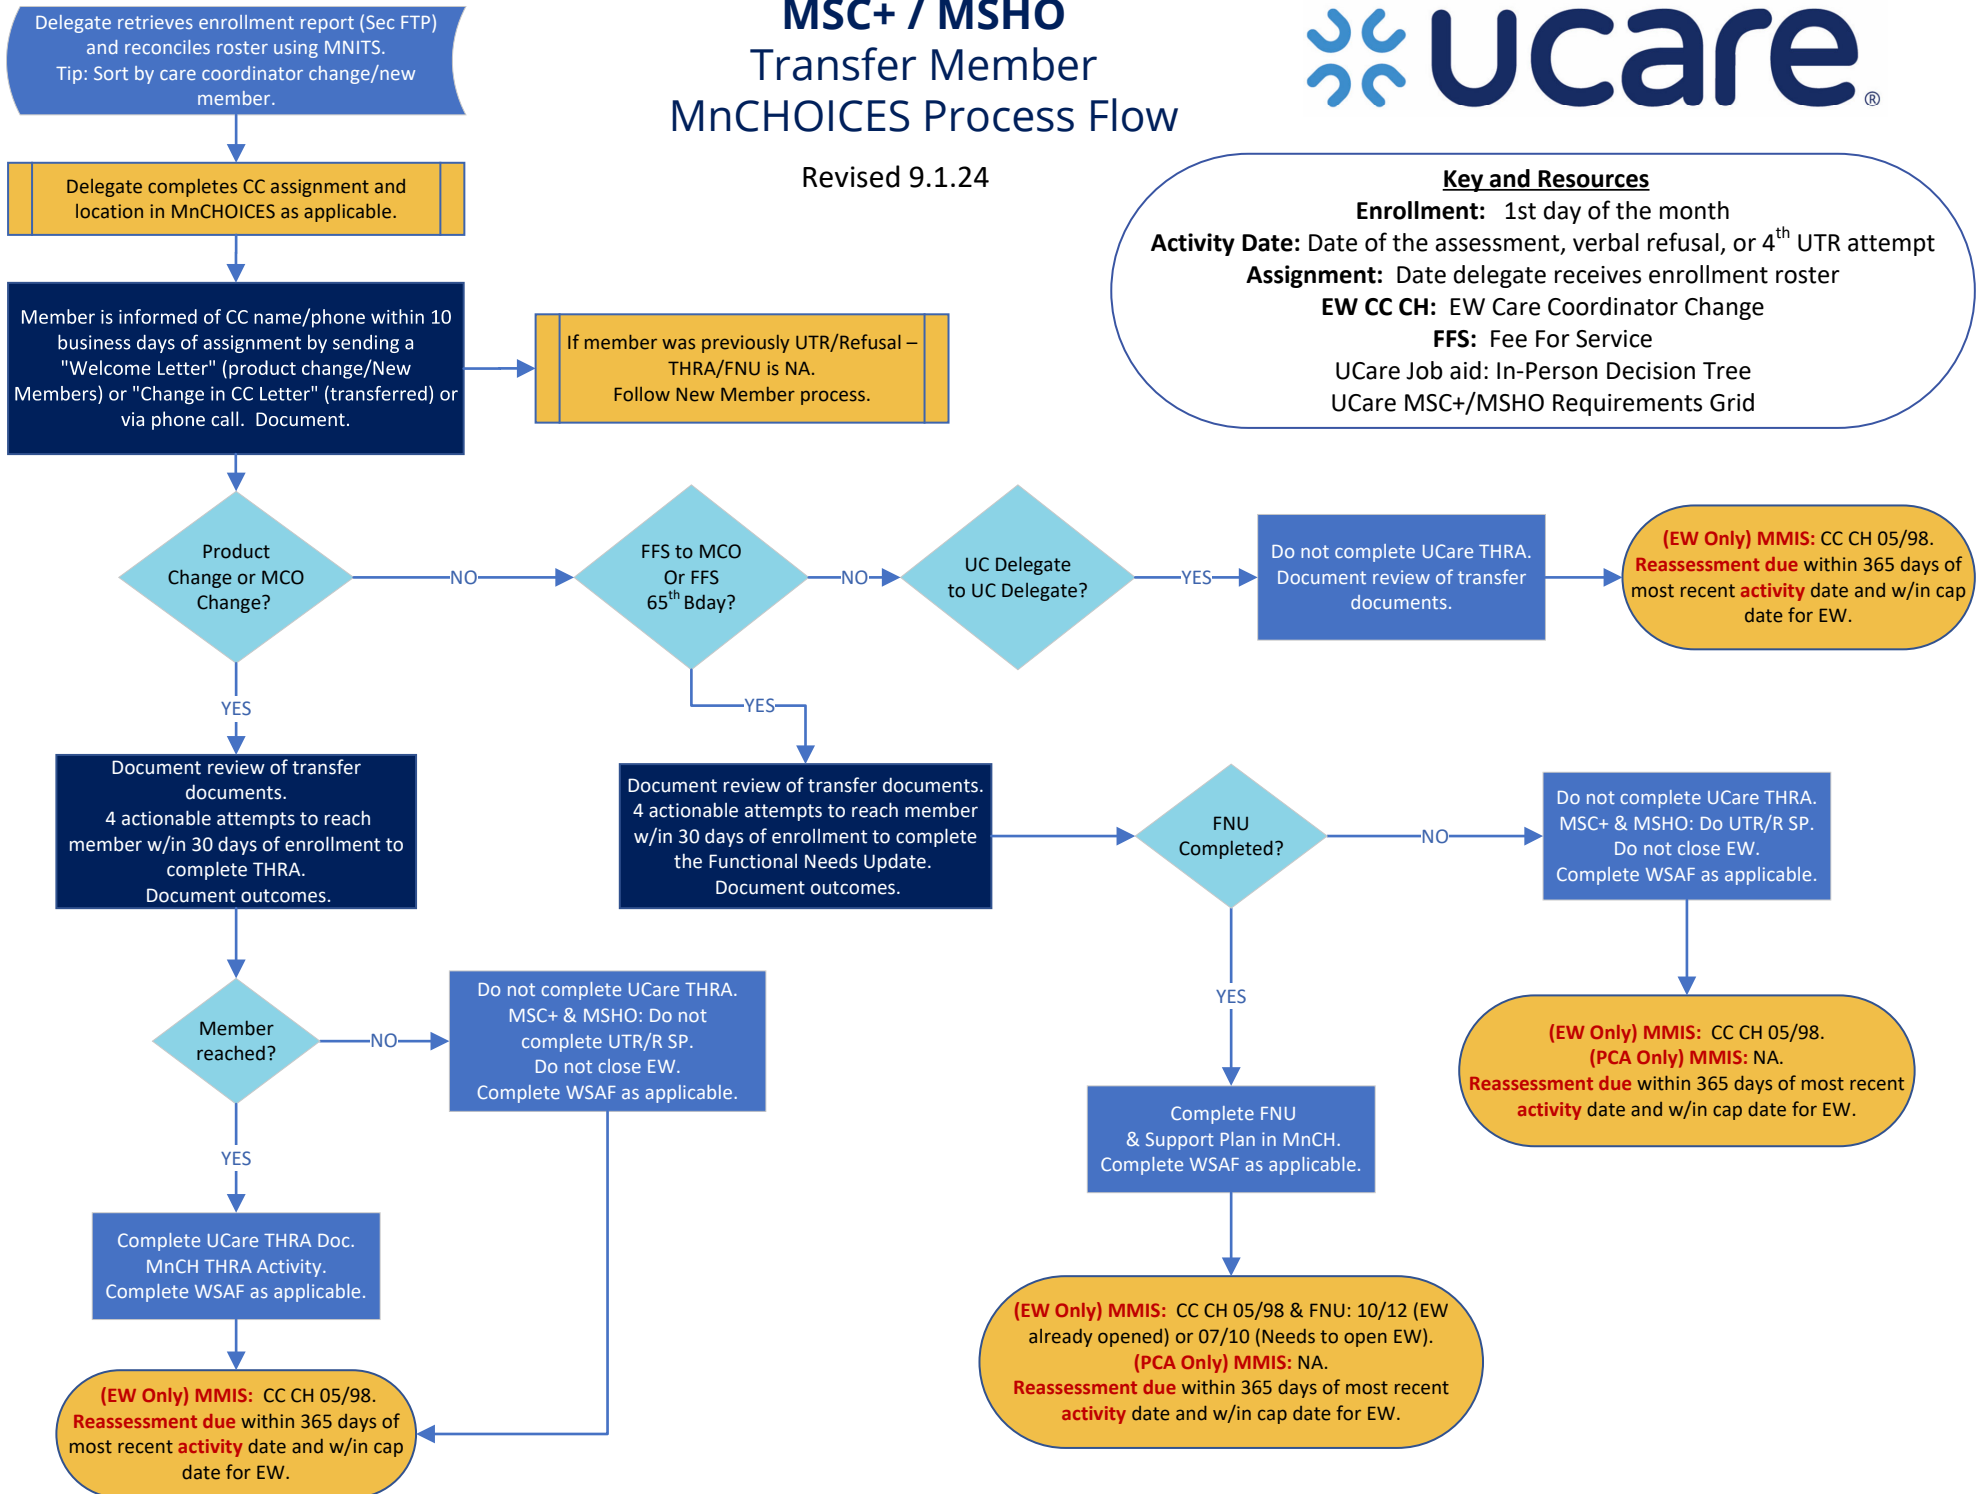 Delegate retrieves enrollment report (Sec FTP)
and reconciles roster using MNITS.
Tip: Sort by care coordinator change/new
member.
MSC+ / MSHO
Transfer Member
MnCHOICES Process Flow
Revised 9.1.24
ucare®
Key and Resources
Enrollment: 1st day of the month
Activity Date: Date of the assessment, verbal refusal, or 4th UTR attempt
Assignment: Date delegate receives enrollment roster
EW CC CH: EW Care Coordinator Change
FFS: Fee For Service
UCare Job aid: In-Person Decision Tree
UCare MSC+/MSHO Requirements Grid
Delegate completes CC assignment and
location in MnCHOICES as applicable.
Member is informed of CC name/phone within 10
business days of assignment by sending a
"Welcome Letter" (product change/New
Members) or "Change in CC Letter" (transferred) or
via phone call. Document.
If member was previously UTR/Refusal –
THRA/FNU is NA.
Follow New Member process.
Product
Change or MCO
Change?
NO
FFS to MCO
Or FFS
65th Bday?
NO
UC Delegate
to UC Delegate?
YES
Do not complete UCare THRA.
Document review of transfer
documents.
(EW Only) MMIS: CC CH 05/98.
Reassessment due within 365 days of
most recent activity date and w/in cap
date for EW.
YES
YES
Document review of transfer
documents.
4 actionable attempts to reach
member w/in 30 days of enrollment to
complete THRA.
Document outcomes.
Document review of transfer documents.
4 actionable attempts to reach member
w/in 30 days of enrollment to complete
the Functional Needs Update.
Document outcomes.
FNU
Completed?
NO
Do not complete UCare THRA.
MSC+ & MSHO: Do UTR/R SP.
Do not close EW.
Complete WSAF as applicable.
Member
reached?
NO
Do not complete UCare THRA.
MSC+ & MSHO: Do not
complete UTR/R SP.
Do not close EW.
Complete WSAF as applicable.
YES
(EW Only) MMIS: CC CH 05/98.
(PCA Only) MMIS: NA.
Reassessment due within 365 days of most recent
activity date and w/in cap date for EW.
YES
Complete FNU
& Support Plan in MnCH.
Complete WSAF as applicable.
Complete UCare THRA Doc.
MnCH THRA Activity.
Complete WSAF as applicable.
(EW Only) MMIS: CC CH 05/98 & FNU: 10/12 (EW
already opened) or 07/10 (Needs to open EW).
(PCA Only) MMIS: NA.
Reassessment due within 365 days of most recent
activity date and w/in cap date for EW.
(EW Only) MMIS: CC CH 05/98.
Reassessment due within 365 days of
most recent activity date and w/in cap
date for EW.